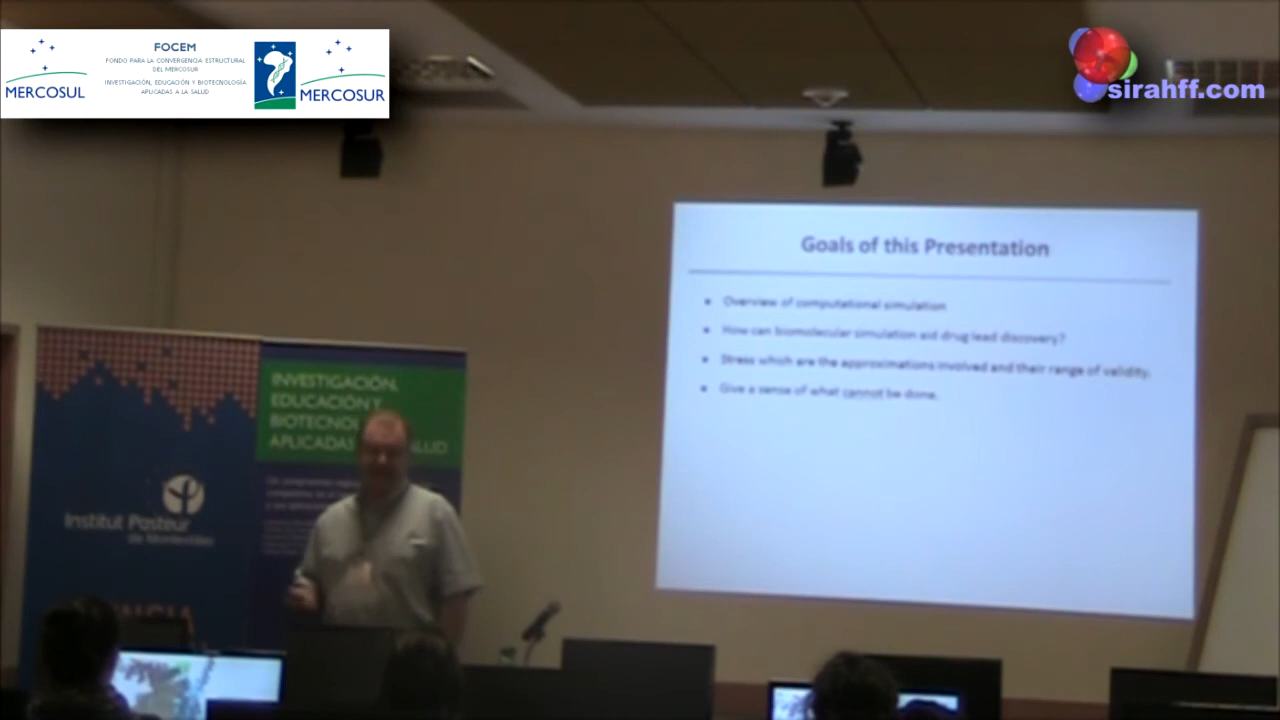 FOCEM
FONDO PARA LA CONVERGENCIA ESTRUCTURAL
DEL MERCOSUR
INVESTIGACIÓN, EDUCACIÓN Y BIOTECNOLOGÍA
APLICADAS A LA SALUD
MERCOSUL
MERCOSUR
sirahff.com
Goals of this Presentation
Overview of computational simulation
How can biomolecular simulation aid drug lead discovery?
Stress which are the approximations involved and their range of validity.
Give a sense of what cannot be done.
INVESTIGACIÓN,
EDUCACIÓN Y
BIOTECNOL
APLICADAS ALUD
Institut Pasteur
de Montevideo